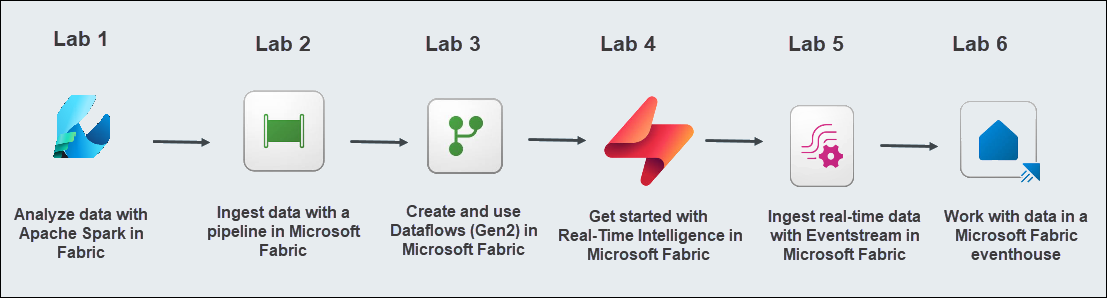 Lab 1
Lab 2
Lab 3
Lab 4
Lab 5
Lab 6
Analyze data with
Apache Spark in
Fabric
Ingest data with a
pipeline in Microsoft
Fabric
Create and use
Dataflows (Gen2) in
Microsoft Fabric
Get started with
Real-Time Intelligence in
Microsoft Fabric
Ingest real-time data
with Eventstream in
Microsoft Fabric
Work with data in a
Microsoft Fabric
eventhouse